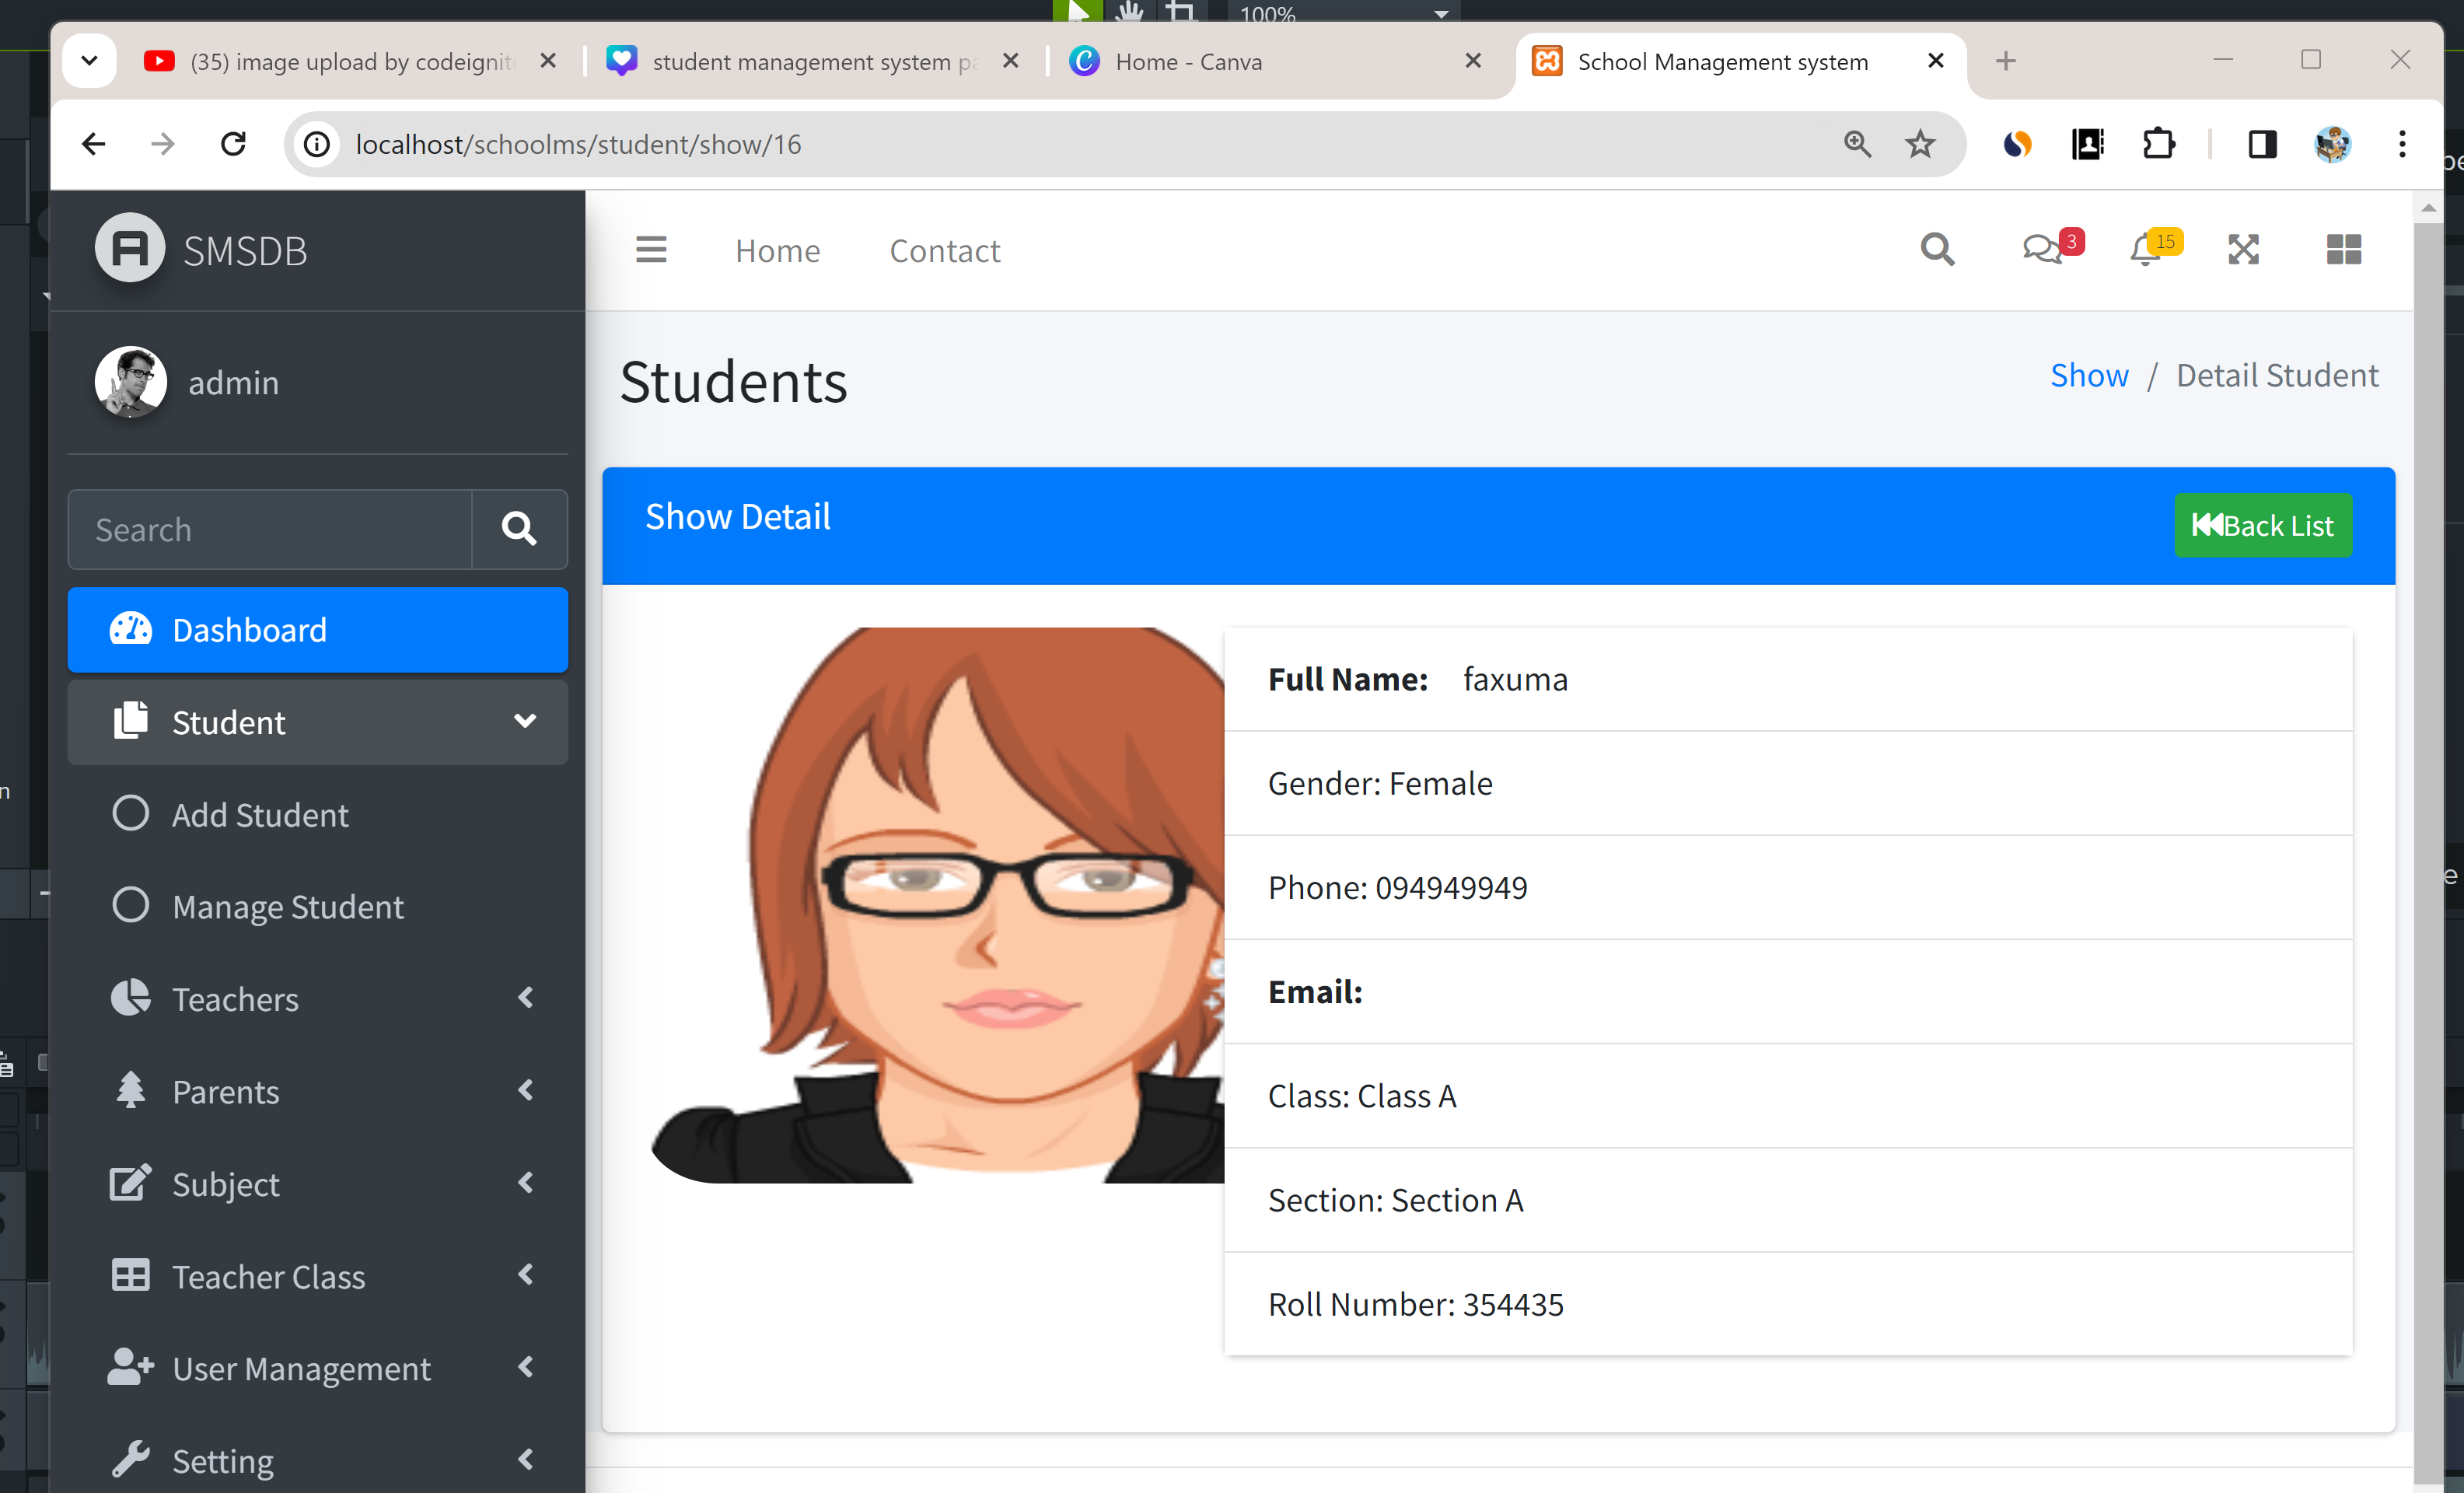 100%
(35) image upload by codeignit
student management system pa
Home - Canva
School Management system
localhost/schoolms/student/show/16
SMSDB
Home
Contact
3
15
admin
Students
Show / Detail Student
Search
Show Detail
Back List
Dashboard
Student
Add Student
Manage Student
Teachers
Parents
Subject
Teacher Class
User Management
Setting
Full Name: faxuma
Gender: Female
Phone: 094949949
Email:
Class: Class A
Section: Section A
Roll Number: 354435